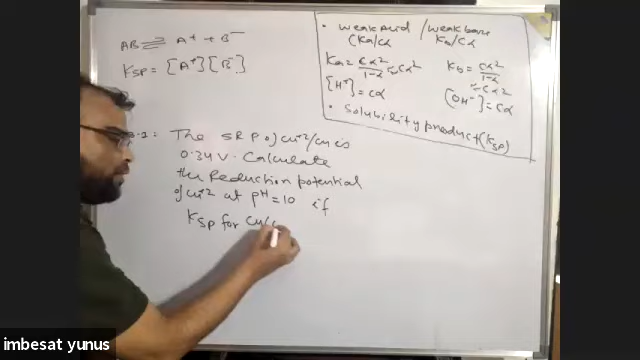 AB ⇌ A⁺ + B⁻
Ksp = [A⁺][B⁻]
• weak Acid / weak base
(Ka/Cα Kb/Cα
Ka = Cα²/1-α ≈ Cα² Kb = Cα²/1-α
≈ Cα²
[H⁺] = Cα [OH⁻] = Cα
• Solubility product (Ksp)
.1: The SRP of Cu⁺²/Cu is
0.34 V. Calculate
the Reduction potential
of Cu⁺² at pH = 10 if
Ksp for Cu(
imbesat yunus